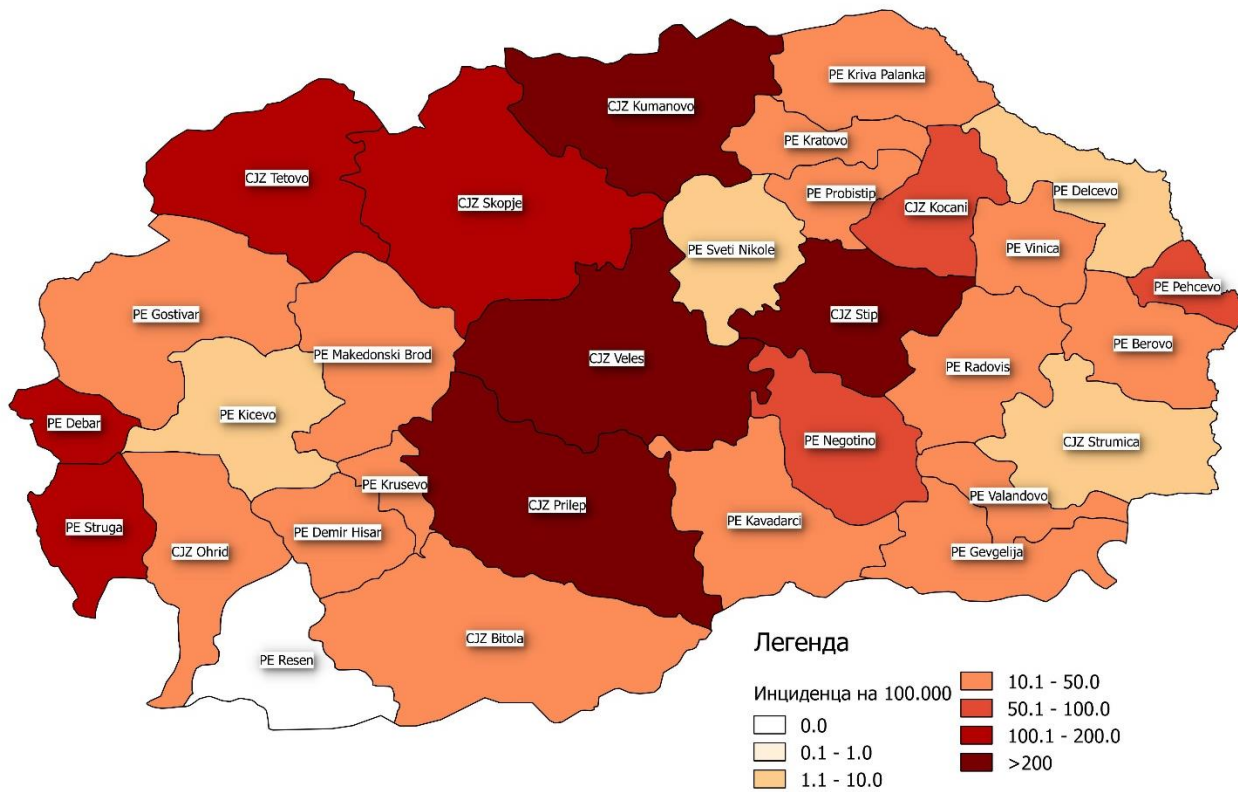 PE Kriva Palanka
CJZ Kumanovo
PE Kratovo
CJZ Tetovo
PE Probistip
PE Delcevo
CJZ Skopje
CJZ Kocani
PE Sveti Nikole
PE Vinica
PE Pehcevo
PE Gostivar
CJZ Stip
PE Makedonski Brod
CJZ Veles
PE Berovo
PE Radovis
PE Debar
PE Kicevo
PE Negotino
CJZ Strumica
PE Krusevo
PE Valandovo
CJZ Prilep
PE Kavadarci
PE Struga
PE Demir Hisar
CJZ Ohrid
PE Gevgelija
CJZ Bitola
PE Resen
Легенда
Инциденца на 100.000
0.0
0.1 - 1.0
1.1 - 10.0
10.1 - 50.0
50.1 - 100.0
100.1 - 200.0
>200